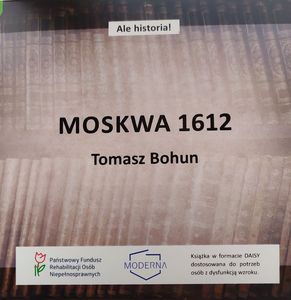 Ale historia!
MOSKWA 1612
Tomasz Bohun
Państwowy Fundusz
Rehabilitacji Osób
Niepełnosprawnych
MODERNA
Książka w formacie DAISY
dostosowana do potrzeb
osób z dysfunkcją wzroku.